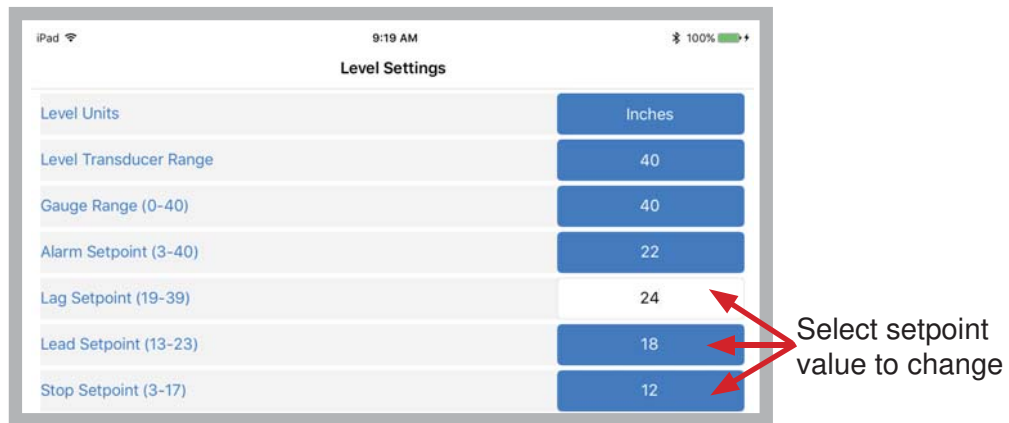 iPad 9:19 AM 100%
Level Settings
Level Units Inches
Level Transducer Range 40
Gauge Range (0-40) 40
Alarm Setpoint (3-40) 22
Lag Setpoint (19-39) 24
Lead Setpoint (13-23) 18
Stop Setpoint (3-17) 12
Select setpoint
value to change